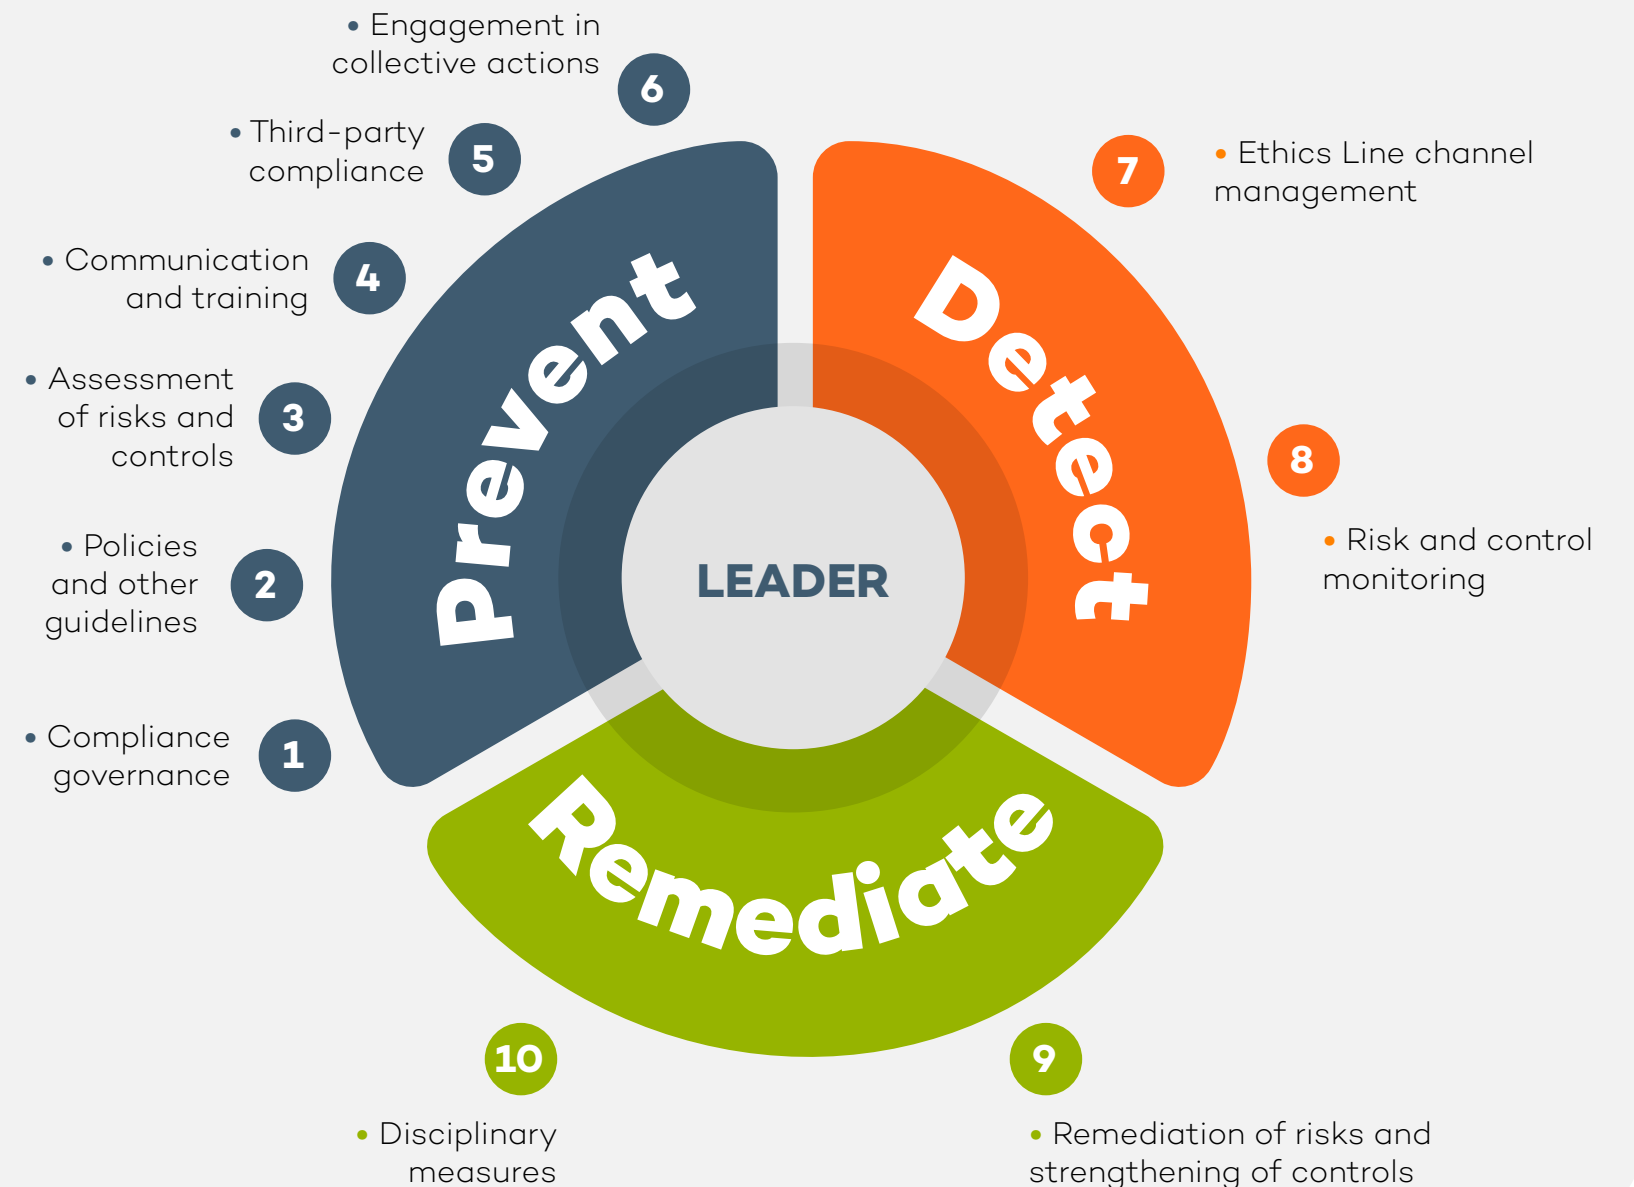 • Engagement in
collective actions
6
• Third-party
compliance
5
• Communication
and training
4
• Assessment
of risks and
controls
3
• Policies
and other
guidelines
2
• Compliance
governance
1
Prevent
Detect
Remediate
LEADER
7
• Ethics Line channel
management
8
• Risk and control
monitoring
9
• Remediation of risks and
strengthening of controls
10
• Disciplinary
measures